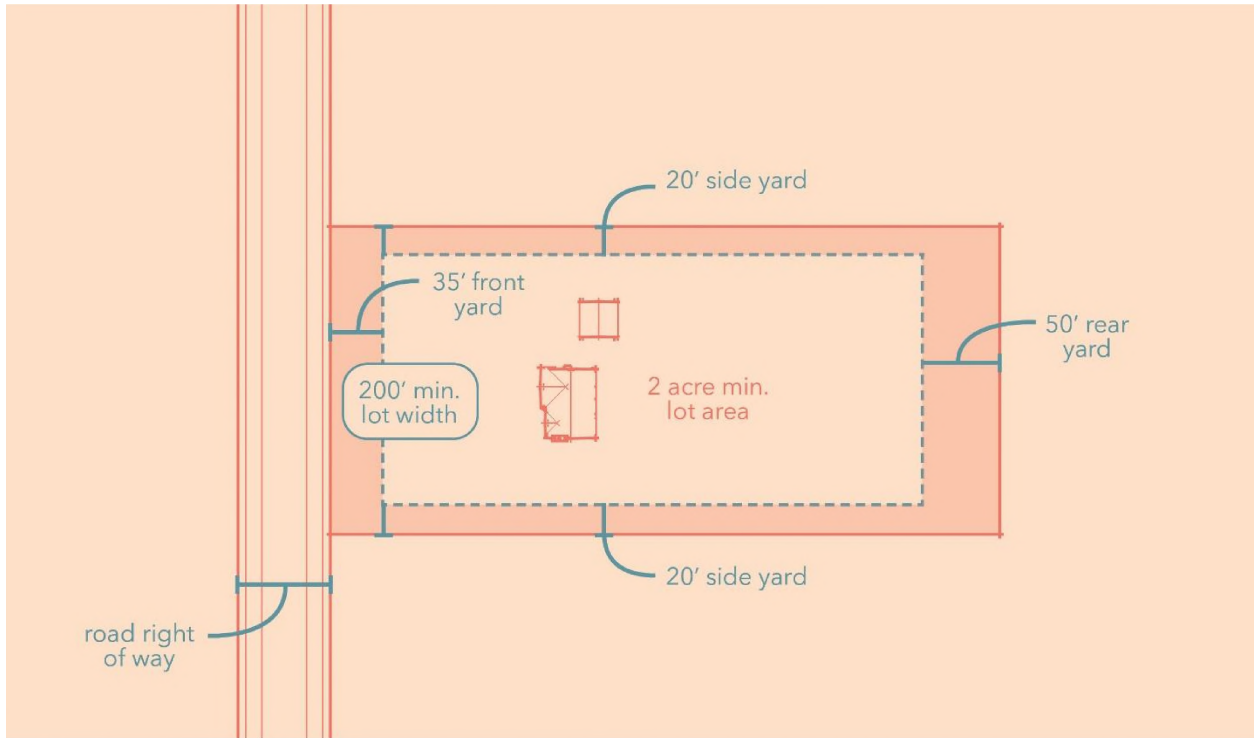 20′ side yard
35′ front
yard
50′ rear
yard
200′ min.
lot width
2 acre min.
lot area
20′ side yard
road right
of way